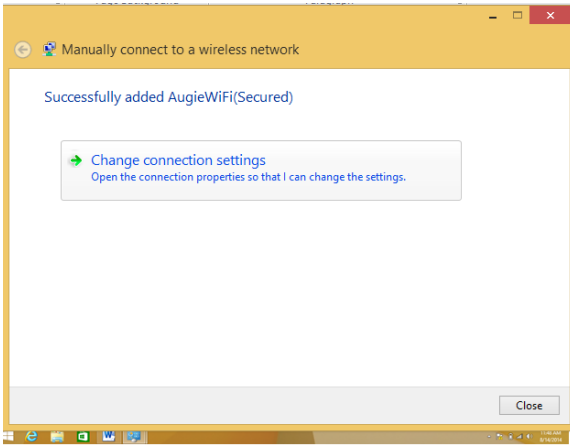 Manually connect to a wireless network
Successfully added AugieWiFi(Secured)
Change connection settings
Open the connection properties so that I can change the settings.
Close